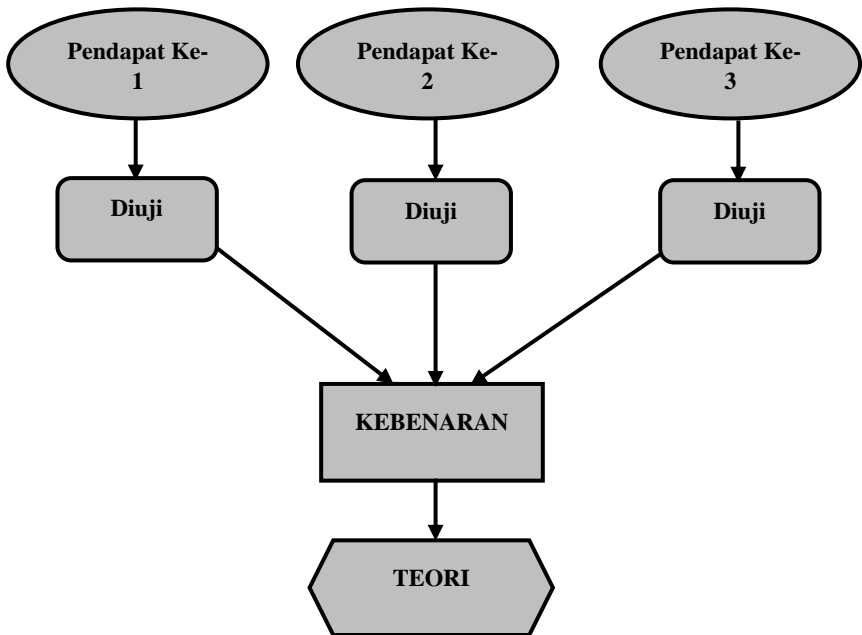 Pendapat Ke-
1
Pendapat Ke-
2
Pendapat Ke-
3
Diuji
Diuji
Diuji
KEBENARAN
TEORI